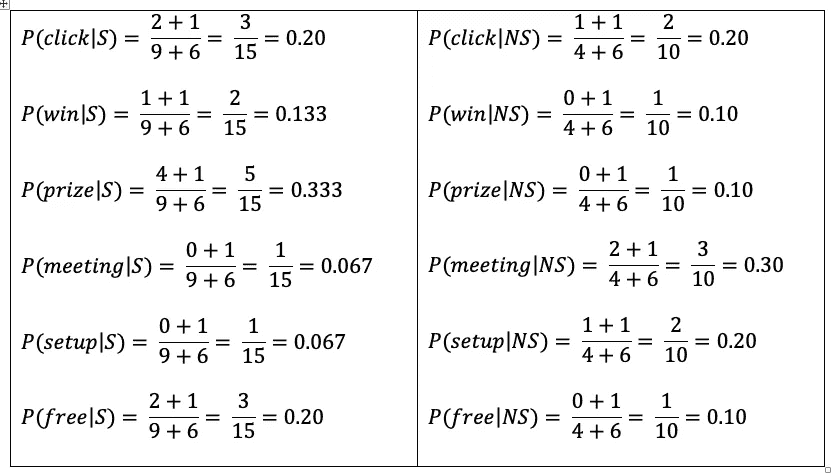 P(click|S) = 2 + 1 / 9 + 6 = 3 / 15 = 0.20
P(win|S) = 1 + 1 / 9 + 6 = 2 / 15 = 0.133
P(prize|S) = 4 + 1 / 9 + 6 = 5 / 15 = 0.333
P(meeting|S) = 0 + 1 / 9 + 6 = 1 / 15 = 0.067
P(setup|S) = 0 + 1 / 9 + 6 = 1 / 15 = 0.067
P(free|S) = 2 + 1 / 9 + 6 = 3 / 15 = 0.20
P(click|NS) = 1 + 1 / 4 + 6 = 2 / 10 = 0.20
P(win|NS) = 0 + 1 / 4 + 6 = 1 / 10 = 0.10
P(prize|NS) = 0 + 1 / 4 + 6 = 1 / 10 = 0.10
P(meeting|NS) = 2 + 1 / 4 + 6 = 3 / 10 = 0.30
P(setup|NS) = 1 + 1 / 4 + 6 = 2 / 10 = 0.20
P(free|NS) = 0 + 1 / 4 + 6 = 1 / 10 = 0.10